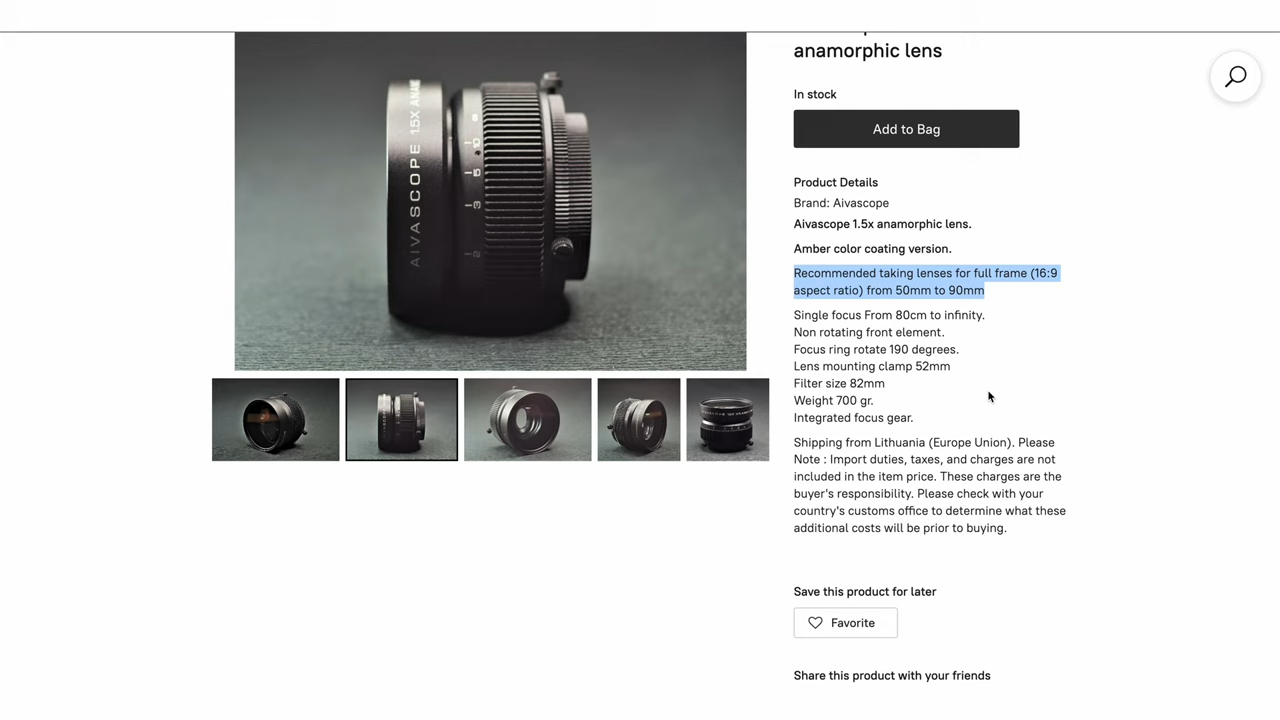 anamorphic lens
In stock
Add to Bag
Product Details
Brand: Aivascope
Aivascope 1.5x anamorphic lens.
Amber color coating version.
Recommended taking lenses for full frame (16:9
aspect ratio) from 50mm to 90mm
Single focus From 80cm to infinity.
Non rotating front element.
Focus ring rotate 190 degrees.
Lens mounting clamp 52mm
Filter size 82mm
Weight 700 gr.
Integrated focus gear.
Shipping from Lithuania (Europe Union). Please
Note : Import duties, taxes, and charges are not
included in the item price. These charges are the
buyer's responsibility. Please check with your
country's customs office to determine what these
additional costs will be prior to buying.
Save this product for later
Favorite
Share this product with your friends
AIVASCOPE 1.5X
5
3
2